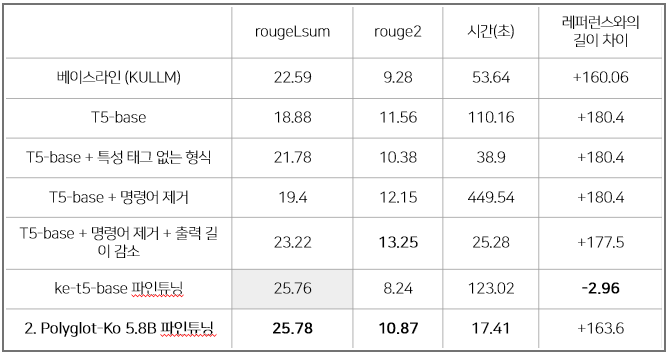 rougeLsum rouge2 시간(초) 레퍼런스와의
길이 차이
베이스라인 (KULLM) 22.59 9.28 53.64 +160.06
T5-base 18.88 11.56 110.16 +180.4
T5-base + 특성 태그 없는 형식 21.78 10.38 38.9 +180.4
T5-base + 명령어 제거 19.4 12.15 449.54 +180.4
T5-base + 명령어 제거 + 출력 길
이 감소 23.22 13.25 25.28 +177.5
ke-t5-base 파인튜닝 25.76 8.24 123.02 -2.96
2. Polyglot-Ko 5.8B 파인튜닝 25.78 10.87 17.41 +163.6